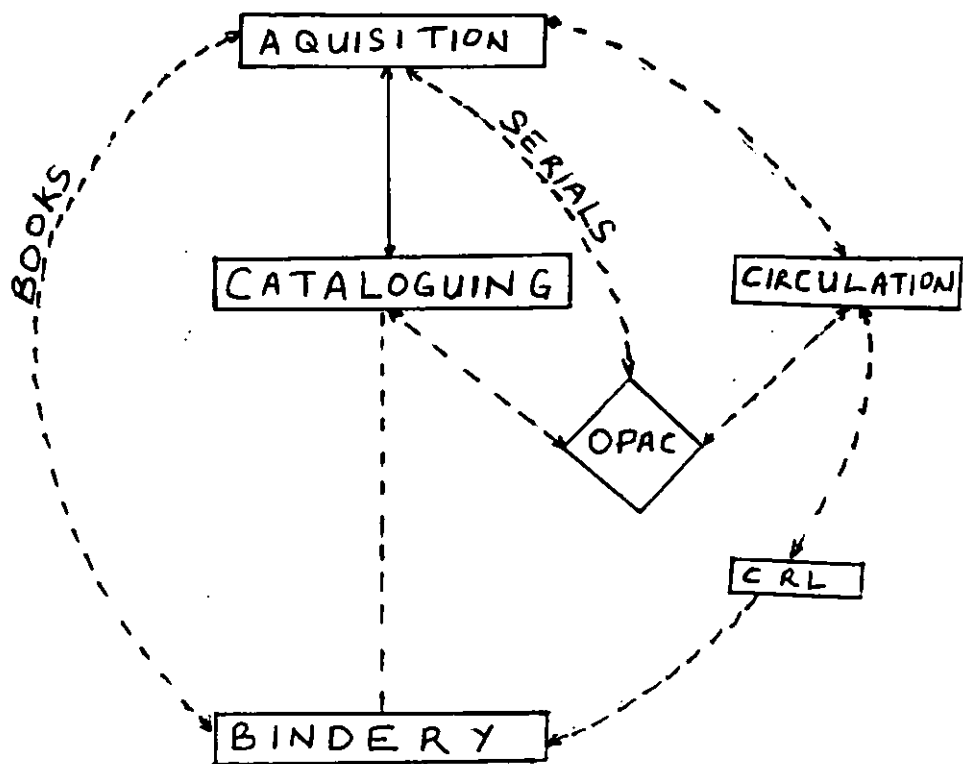 AQUISITION
SERIALS
BOOKS
CATALOGUING
CIRCULATION
OPAC
CRL
BINDERY